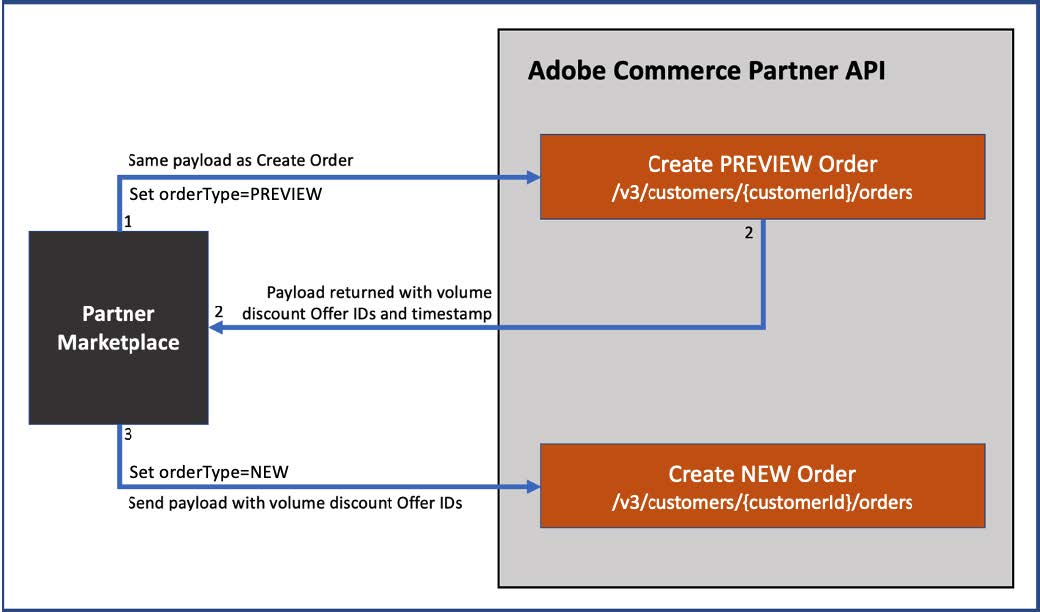 Adobe Commerce Partner API
Same payload as Create Order
Set orderType=PREVIEW
1
Create PREVIEW Order
/v3/customers/{customerId}/orders
2
Payload returned with volume
discount Offer IDs and timestamp
2
Partner
Marketplace
3
Set orderType=NEW
Send payload with volume discount Offer IDs
Create NEW Order
/v3/customers/{customerId}/orders